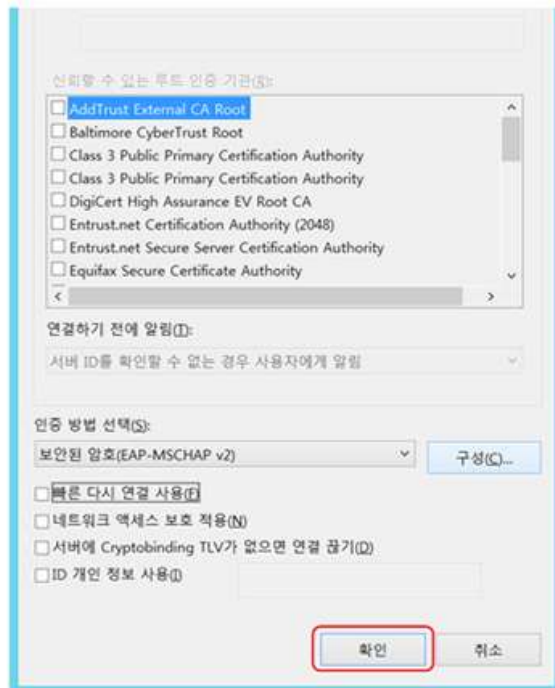 신뢰할 수 있는 루트 인증 기관(R):
AddTrust External CA Root
Baltimore CyberTrust Root
Class 3 Public Primary Certification Authority
Class 3 Public Primary Certification Authority
DigiCert High Assurance EV Root CA
Entrust.net Certification Authority (2048)
Entrust.net Secure Server Certification Authority
Equifax Secure Certificate Authority
연결하기 전에 알림(T):
서버 ID를 확인할 수 없는 경우 사용자에게 알림
인증 방법 선택(S):
보안된 암호(EAP-MSCHAP v2)
구성(C)...
빠른 다시 연결 사용(F)
네트워크 액세스 보호 적용(N)
서버에 Cryptobinding TLV가 없으면 연결 끊기(D)
ID 개인 정보 사용(I)
확인 취소